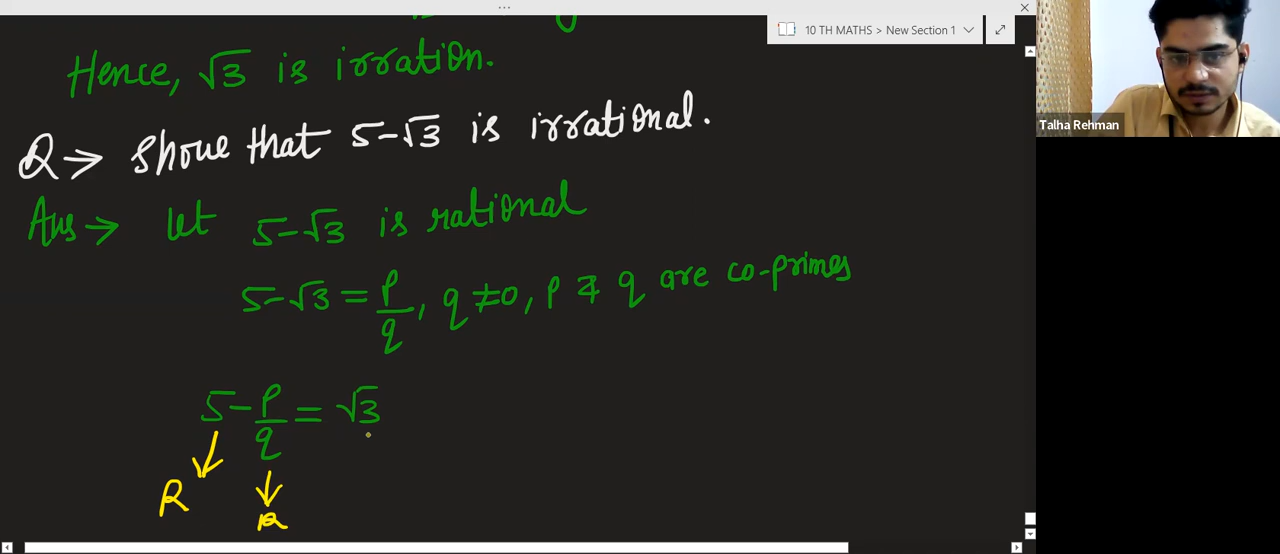 10 TH MATHS > New Section 1
Talha Rehman
Hence, √3 is irration.
Q → Show that 5-√3 is irrational.
Ans → let 5-√3 is rational
5-√3 = p/q, q ≠ 0, p & q are co-primes
5 - p/q = √3
R R